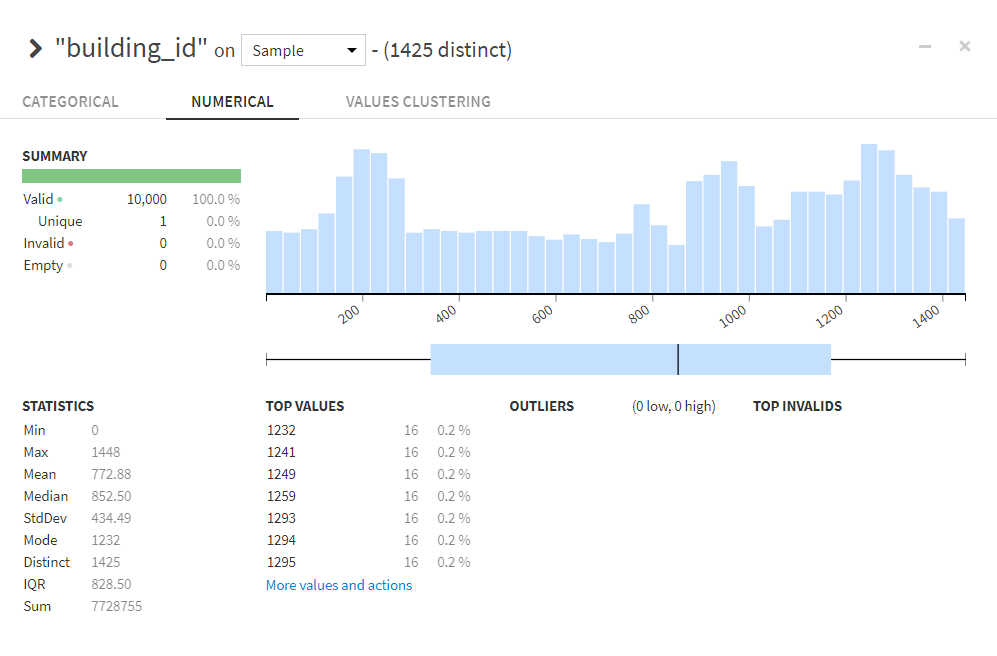 "building_id" on Sample - (1425 distinct)
CATEGORICAL NUMERICAL VALUES CLUSTERING
SUMMARY
Valid 10,000 100.0 %
Unique 1 0.0 %
Invalid 0 0.0 %
Empty 0 0.0 %
200 400 600 800 1000 1200 1400
STATISTICS
Min 0
Max 1448
Mean 772.88
Median 852.50
StdDev 434.49
Mode 1232
Distinct 1425
IQR 828.50
Sum 7728755
TOP VALUES
1232 16 0.2 %
1241 16 0.2 %
1249 16 0.2 %
1259 16 0.2 %
1293 16 0.2 %
1294 16 0.2 %
1295 16 0.2 %
More values and actions
OUTLIERS (0 low, 0 high)
TOP INVALIDS